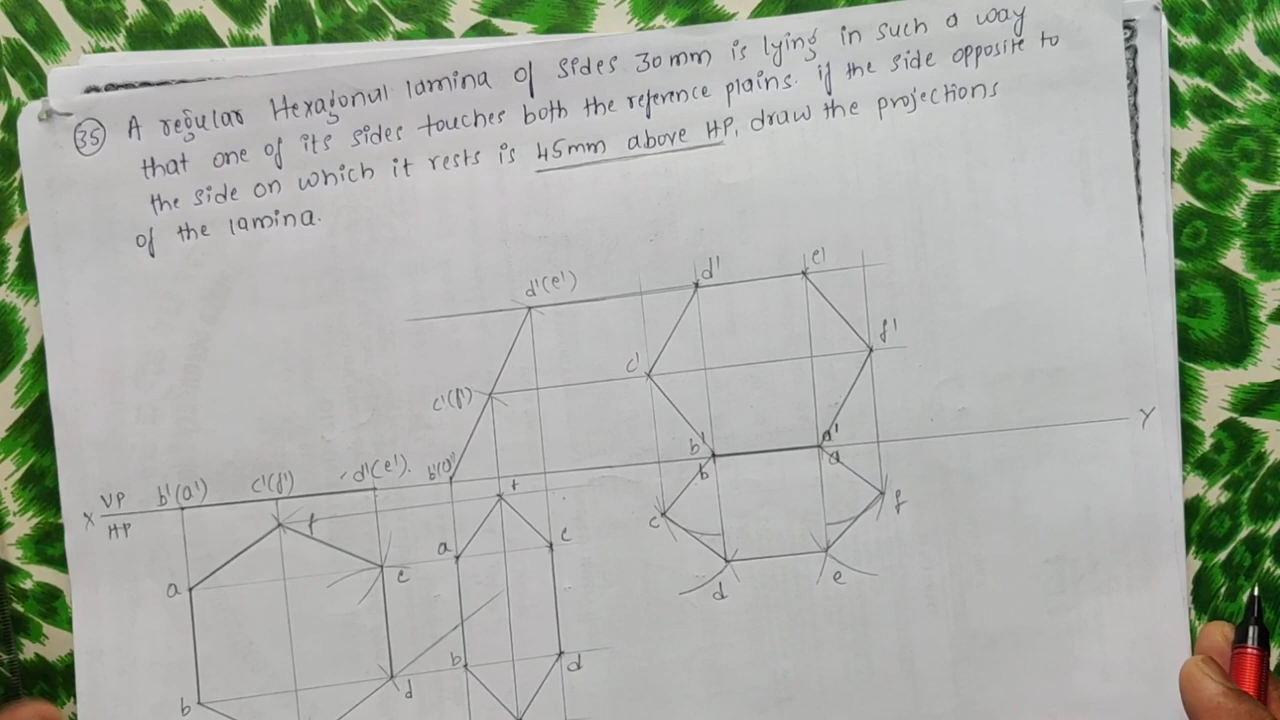 35 A regular Hexagonal lamina of sides 30mm is lying in such a way
that one of its sides touches both the reference plains. if the side opposite to
the side on which it rests is 45mm above HP, draw the projections
of the lamina.
d'(e') d' e'
c'(f') c' f'
X VP b'(a') c'(f') d'(e'). b'(a') b' a' Y
HP b a
f f c f
a e a e
d e
b d b d